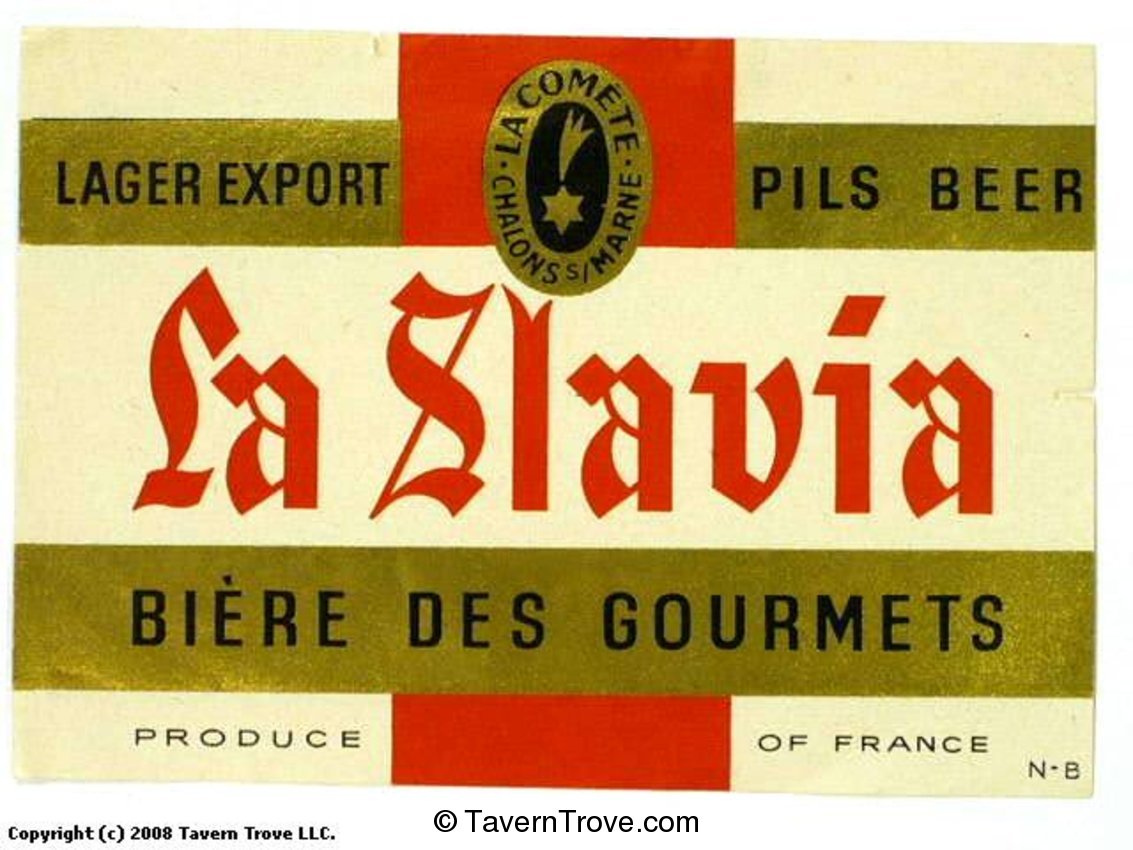 · LA COMÈTE ·
CHALONS S/ MARNE
LAGER EXPORT
PILS BEER
La Slavia
BIÈRE DES GOURMETS
PRODUCE
OF FRANCE
N-B
Copyright (c) 2008 Tavern Trove LLC.
© TavernTrove.com